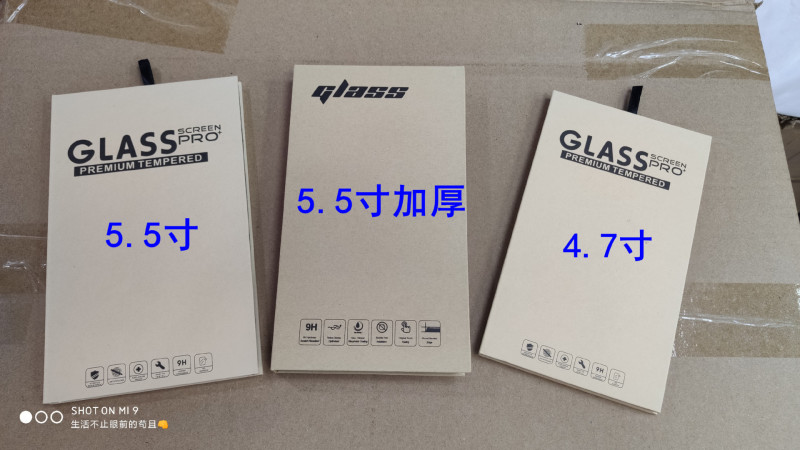 GLASS
SCREEN
PRO+
PREMIUM TEMPERED
5.5寸
9H
glass
5.5寸加厚
9H
GLASS
SCREEN
PRO+
PREMIUM TEMPERED
4.7寸
9H
SHOT ON MI 9
生活不止眼前的苟且👊